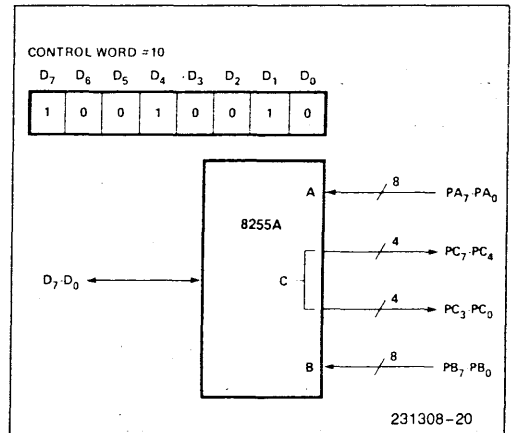 CONTROL WORD =10
D7 D6 D5 D4 D3 D2 D1 D0
1 0 0 1 0 0 1 0
A 8 PA7-PA0
8255A
4 PC7-PC4
D7-D0 C
4 PC3-PC0
B 8 PB7-PB0
231308-20